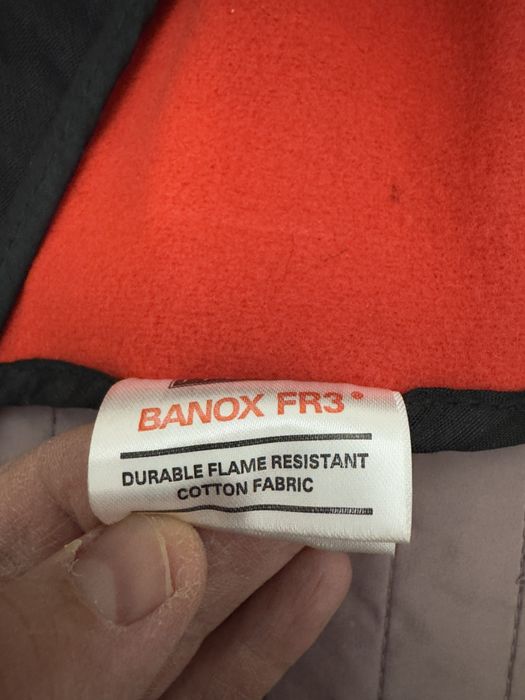 BANOX FR3®
DURABLE FLAME RESISTANT
COTTON FABRIC